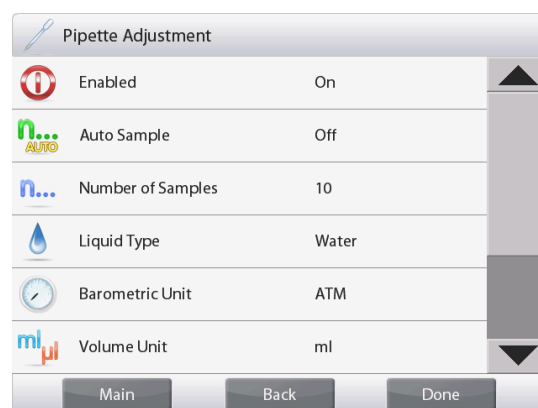 Pipette Adjustment
Enabled On
n... AUTO Auto Sample Off
n... Number of Samples 10
Liquid Type Water
Barometric Unit ATM
ml µl Volume Unit ml
Main Back Done